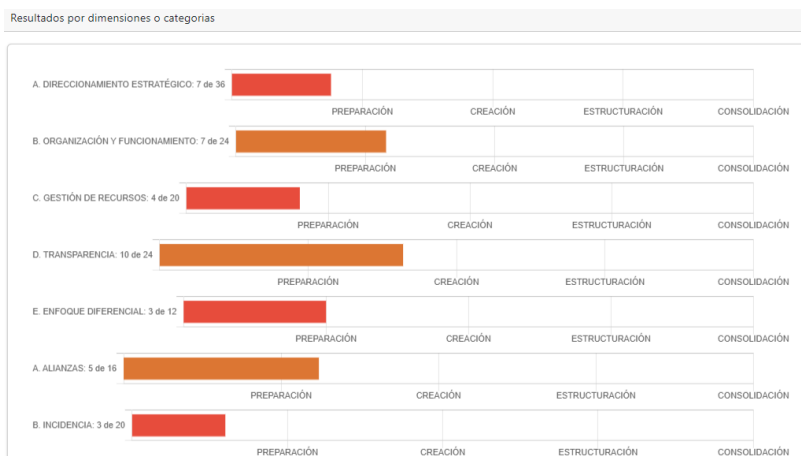 Resultados por dimensiones o categorias
A. DIRECCIONAMIENTO ESTRATÉGICO: 7 de 36
PREPARACIÓN CREACIÓN ESTRUCTURACIÓN CONSOLIDACIÓN
B. ORGANIZACIÓN Y FUNCIONAMIENTO: 7 de 24
PREPARACIÓN CREACIÓN ESTRUCTURACIÓN CONSOLIDACIÓN
C. GESTIÓN DE RECURSOS: 4 de 20
PREPARACIÓN CREACIÓN ESTRUCTURACIÓN CONSOLIDACIÓN
D. TRANSPARENCIA: 10 de 24
PREPARACIÓN CREACIÓN ESTRUCTURACIÓN CONSOLIDACIÓN
E. ENFOQUE DIFERENCIAL: 3 de 12
PREPARACIÓN CREACIÓN ESTRUCTURACIÓN CONSOLIDACIÓN
A. ALIANZAS: 5 de 16
PREPARACIÓN CREACIÓN ESTRUCTURACIÓN CONSOLIDACIÓN
B. INCIDENCIA: 3 de 20
PREPARACIÓN CREACIÓN ESTRUCTURACIÓN CONSOLIDACIÓN